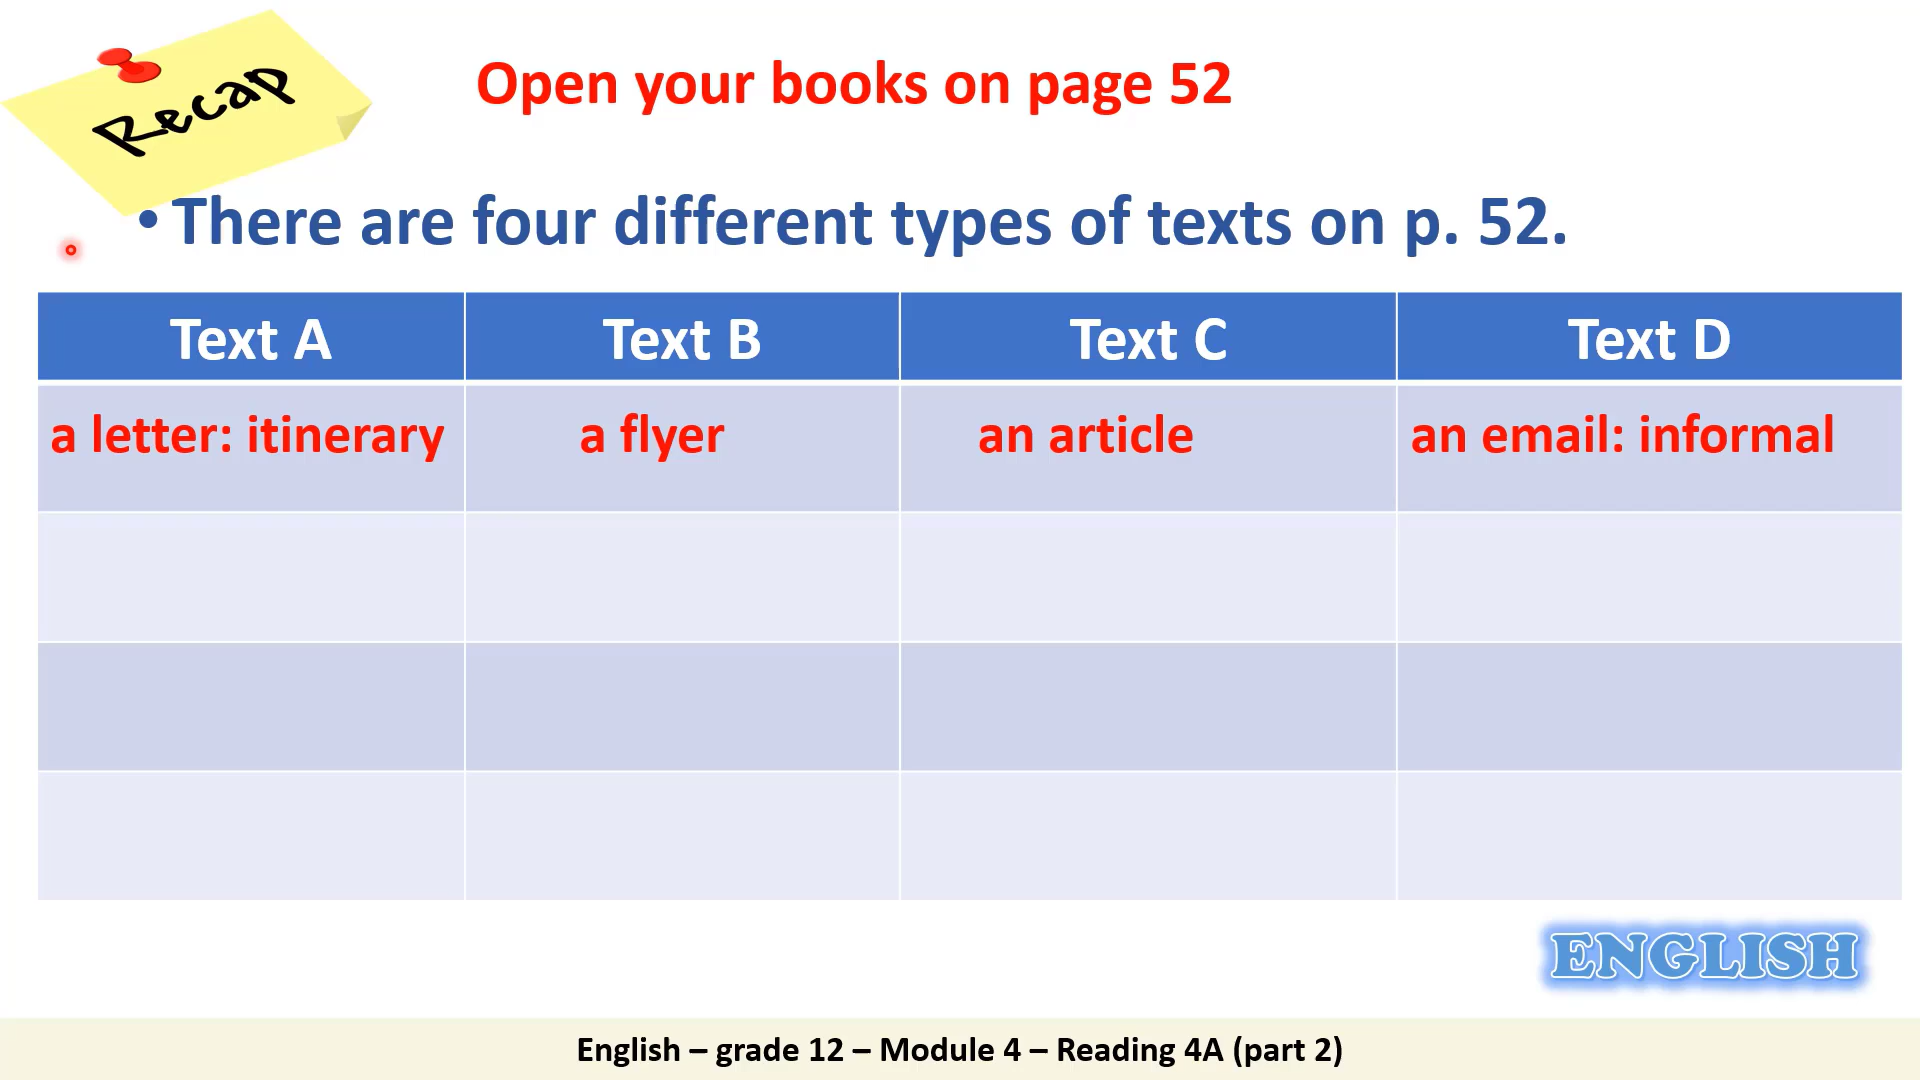 Recap
Open your books on page 52
• There are four different types of texts on p. 52.
Text A Text B Text C Text D
a letter: itinerary a flyer an article an email: informal
ENGLISH
English – grade 12 – Module 4 – Reading 4A (part 2)